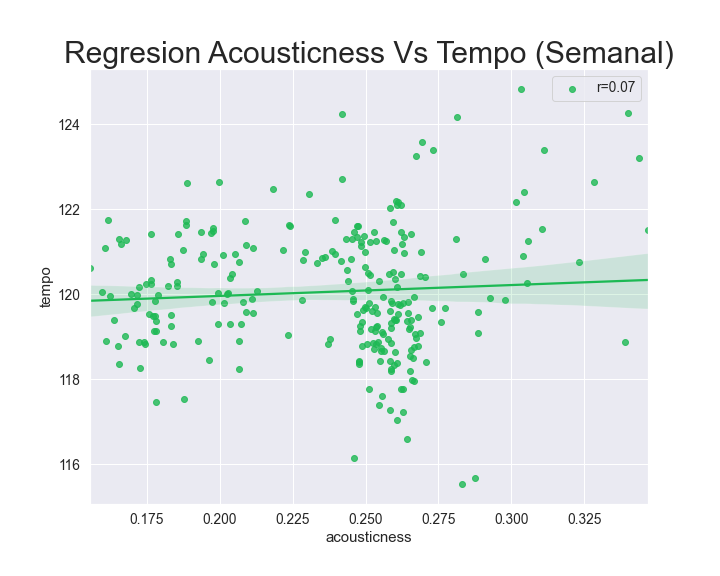 Regresion Acousticness Vs Tempo (Semanal)
r=0.07
124
122
120
118
116
tempo
0.175 0.200 0.225 0.250 0.275 0.300 0.325
acousticness